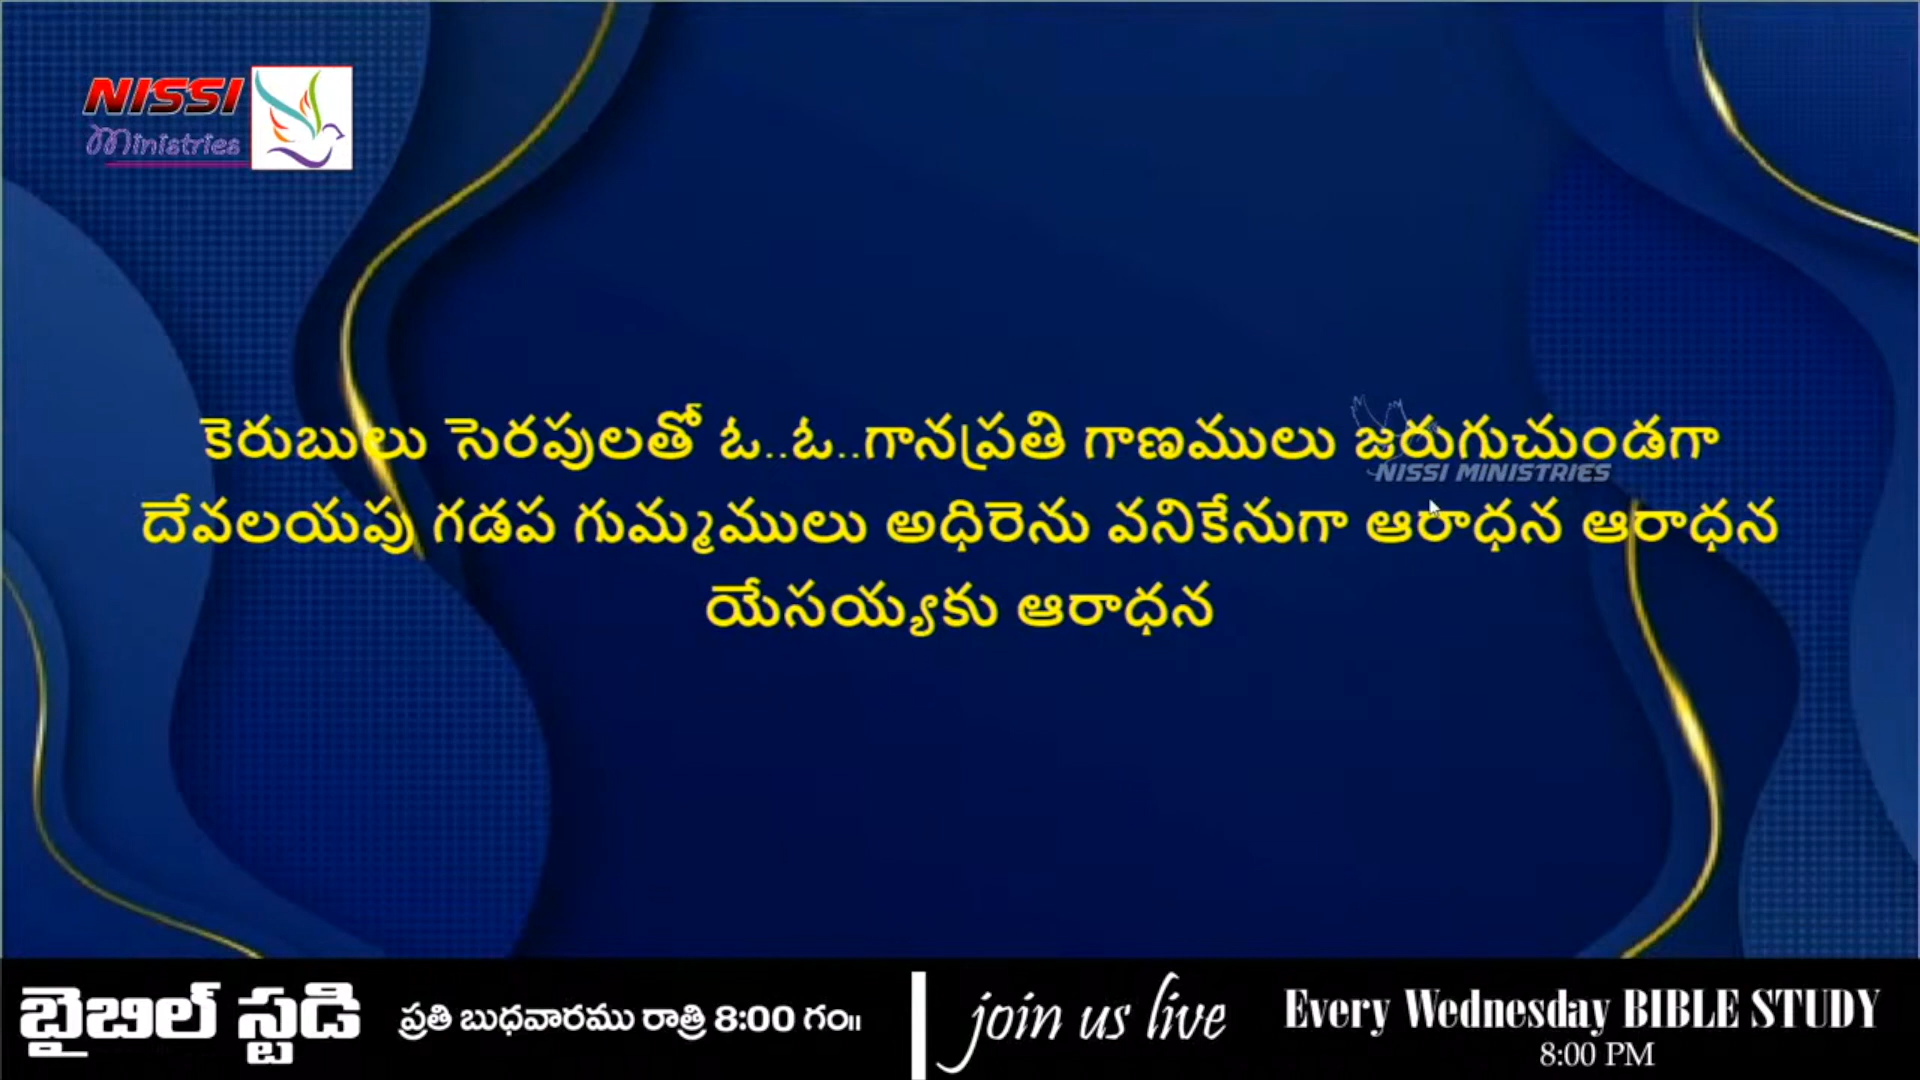 NISSI
Ministries
కెరుబులు సెరపులతో ఓ..ఓ..గానప్రతి గాణములు జరుగుచుండగా
NISSI MINISTRIES
దేవలయపు గడప గుమ్మములు అధిరెను వనికేనుగా ఆరాధన ఆరాధన
యేసయ్యకు ఆరాధన
బైబిల్ స్టడి ప్రతి బుధవారము రాత్రి 8:00 గం॥
join us live
Every Wednesday BIBLE STUDY
8:00 PM